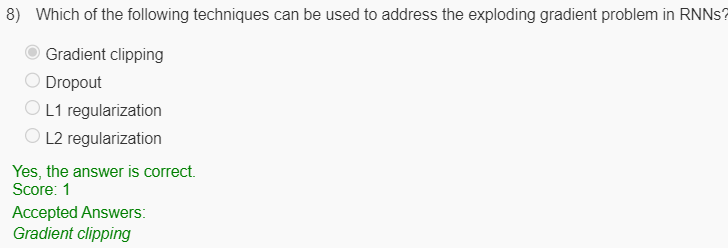 8) Which of the following techniques can be used to address the exploding gradient problem in RNNs?
Gradient clipping
Dropout
L1 regularization
L2 regularization
Yes, the answer is correct.
Score: 1
Accepted Answers:
Gradient clipping